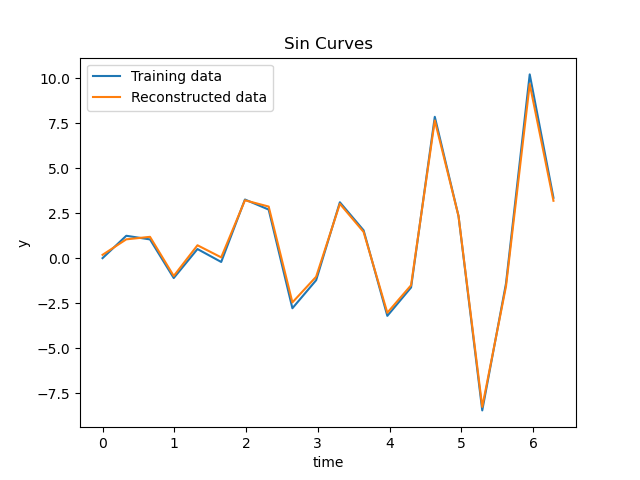 Sin Curves
Training data
Reconstructed data
10.0
7.5
5.0
2.5
0.0
−2.5
−5.0
−7.5
y
0 1 2 3 4 5 6
time